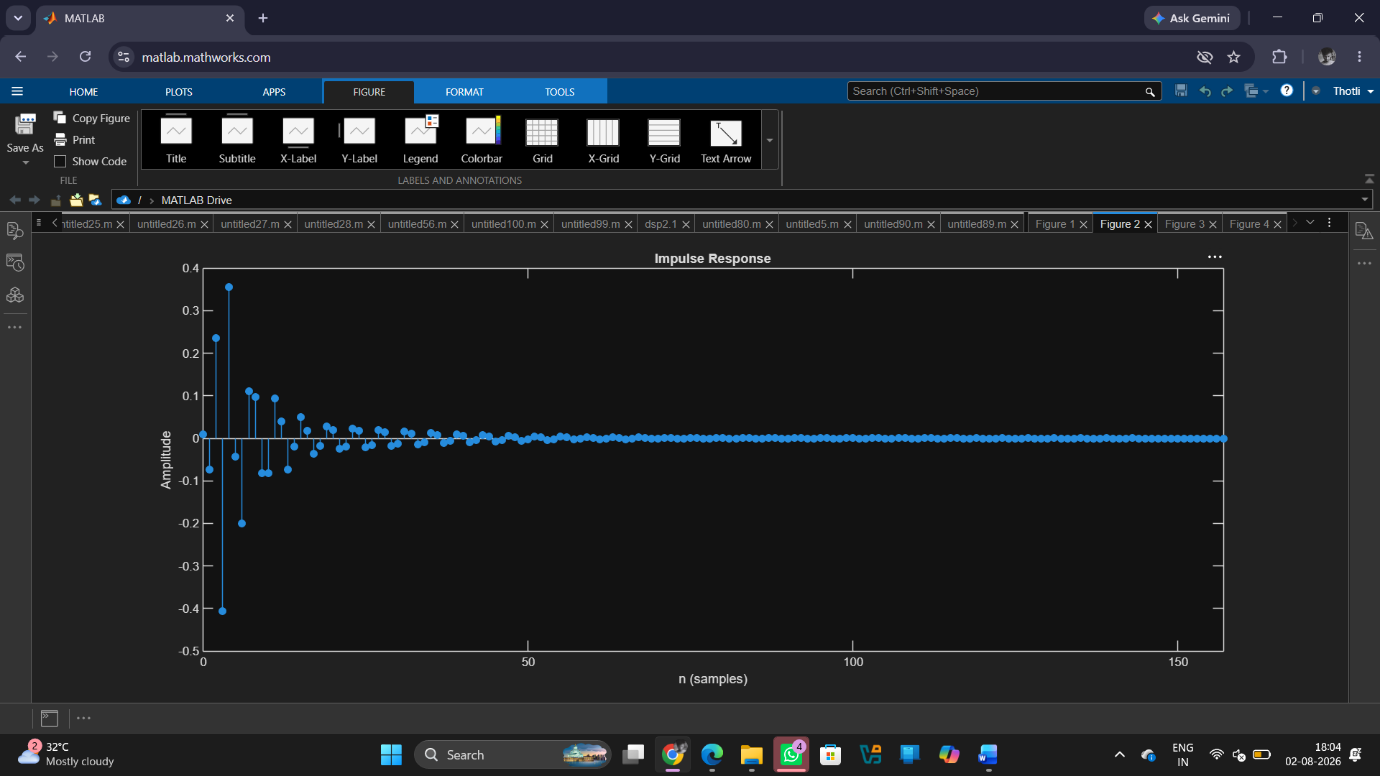 MATLAB
Ask Gemini
matlab.mathworks.com
HOME PLOTS APPS FIGURE FORMAT TOOLS Search (Ctrl+Shift+Space) Thotli
Save As
Copy Figure
Print
Show Code
FILE
Title Subtitle X-Label Y-Label Legend Colorbar Grid X-Grid Y-Grid Text Arrow
LABELS AND ANNOTATIONS
/ > MATLAB Drive
ntitled25.m untitled26.m untitled27.m untitled28.m untitled56.m untitled100.m untitled99.m dsp2.1 untitled80.m untitled5.m untitled90.m untitled89.m Figure 1 Figure 2 Figure 3 Figure 4
Impulse Response
0.4
0.3
0.2
0.1
0
-0.1
-0.2
-0.3
-0.4
-0.5
Amplitude
0 50 100 150
n (samples)
2
32°C
Mostly cloudy
Search
4
ENG
IN
18:04
02-08-2026